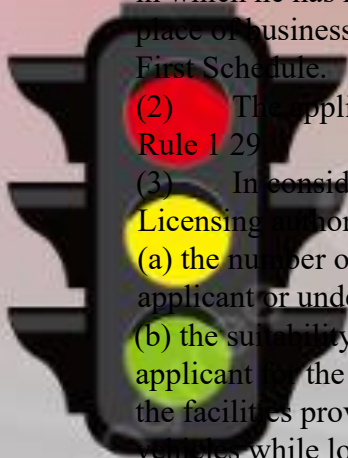 in which he has
place of business
First Schedule.
(2) The appli
Rule 1 29
(3) In consid
Licensing author
(a) the number o
applicant or unde
(b) the suitability
applicant for the
the facilities prov
vehicles while lo